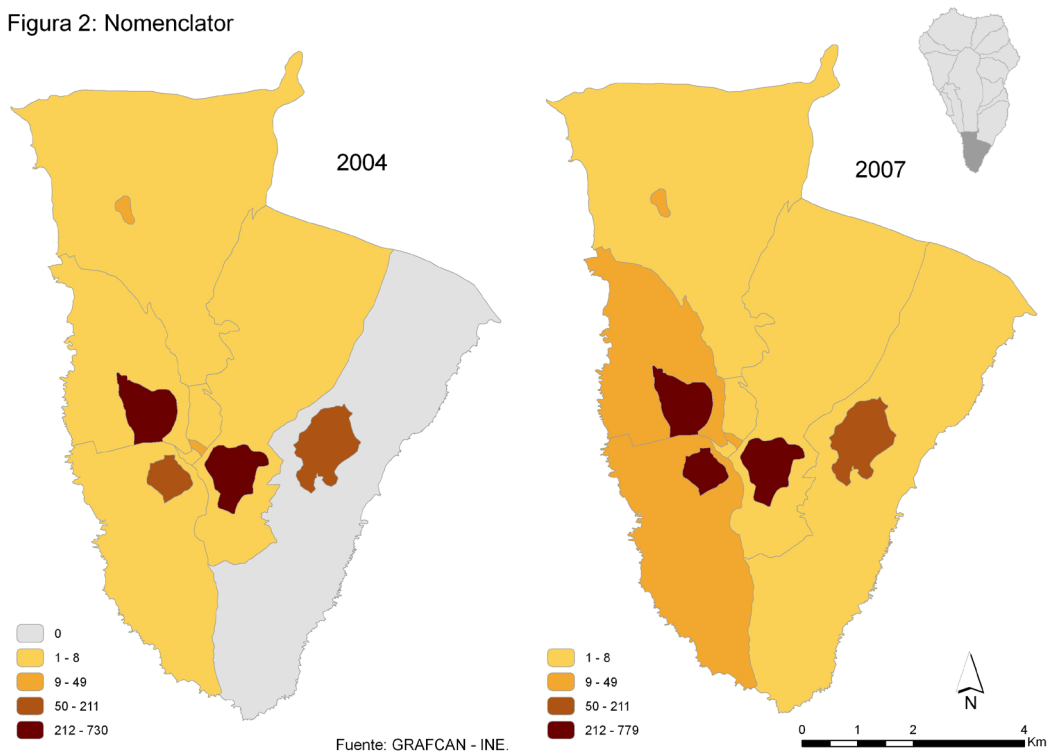 Figura 2: Nomenclator
2004
2007
0
1 - 8
9 - 49
50 - 211
212 - 730
1 - 8
9 - 49
50 - 211
212 - 779
N
0 1 2 4
Km
Fuente: GRAFCAN - INE.